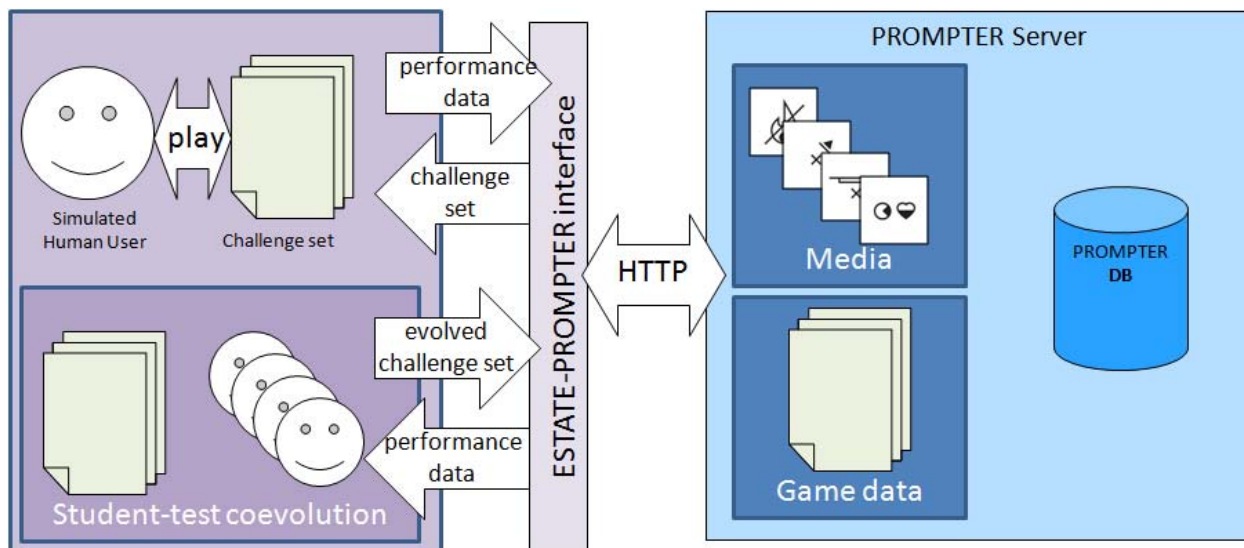 performance
data
play
challenge
set
Simulated
Human User
Challenge set
evolved
challenge set
performance
data
Student-test coevolution
ESTATE-PROMPTER interface
HTTP
PROMPTER Server
Media
PROMPTER
DB
Game data